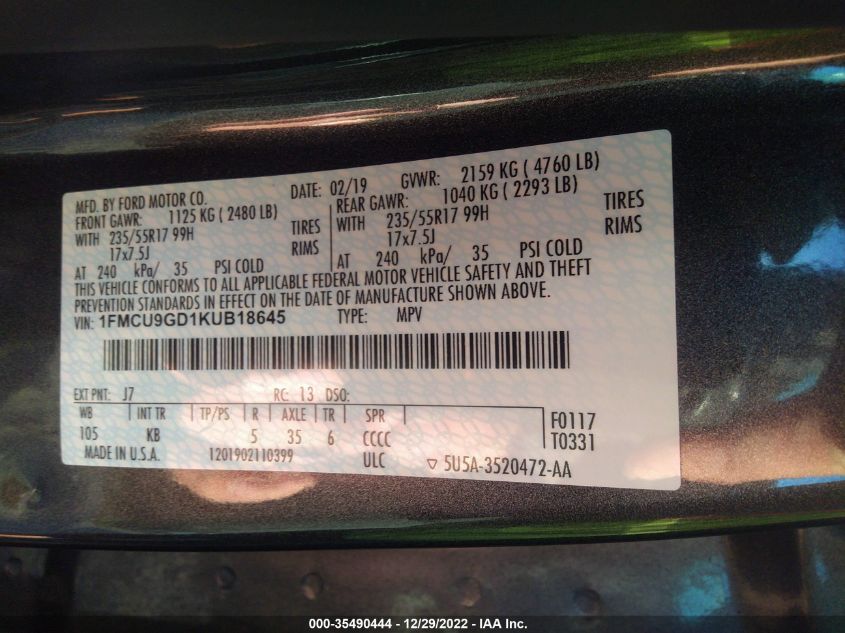 MFD. BY FORD MOTOR CO. DATE: 02/19 GVWR: 2159 KG ( 4760 LB)
FRONT GAWR: 1125 KG ( 2480 LB) REAR GAWR: 1040 KG ( 2293 LB)
WITH 235/55R17 99H TIRES WITH 235/55R17 99H TIRES
17x7.5J RIMS 17x7.5J RIMS
AT 240 kPa/ 35 PSI COLD AT 240 kPa/ 35 PSI COLD
THIS VEHICLE CONFORMS TO ALL APPLICABLE FEDERAL MOTOR VEHICLE SAFETY AND THEFT
PREVENTION STANDARDS IN EFFECT ON THE DATE OF MANUFACTURE SHOWN ABOVE.
VIN: 1FMCU9GD1KUB18645 TYPE: MPV
EXT PNT: J7 RC: 13 DSO:
WB INT TR TP/PS R AXLE TR SPR F0117
105 KB 5 35 6 CCCC T0331
MADE IN U.S.A. 1201902110399 ULC ▽ 5U5A-3520472-AA
000-35490444 - 12/29/2022 - IAA Inc.